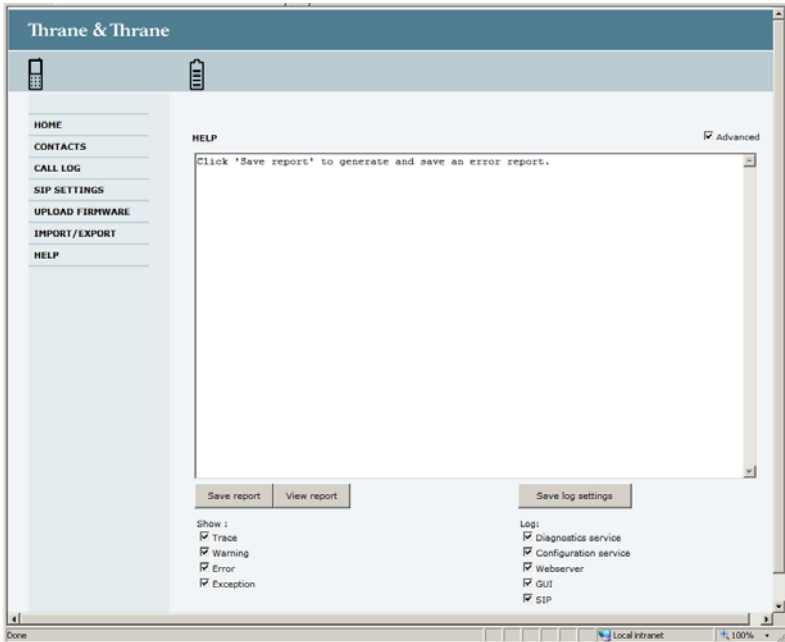 Thrane & Thrane
HOME
CONTACTS
CALL LOG
SIP SETTINGS
UPLOAD FIRMWARE
IMPORT/EXPORT
HELP
HELP
Advanced
Click 'Save report' to generate and save an error report.
Save report
View report
Save log settings
Show :
Trace
Warning
Error
Exception
Log:
Diagnostics service
Configuration service
Webserver
GUI
SIP
Done
Local intranet
100%